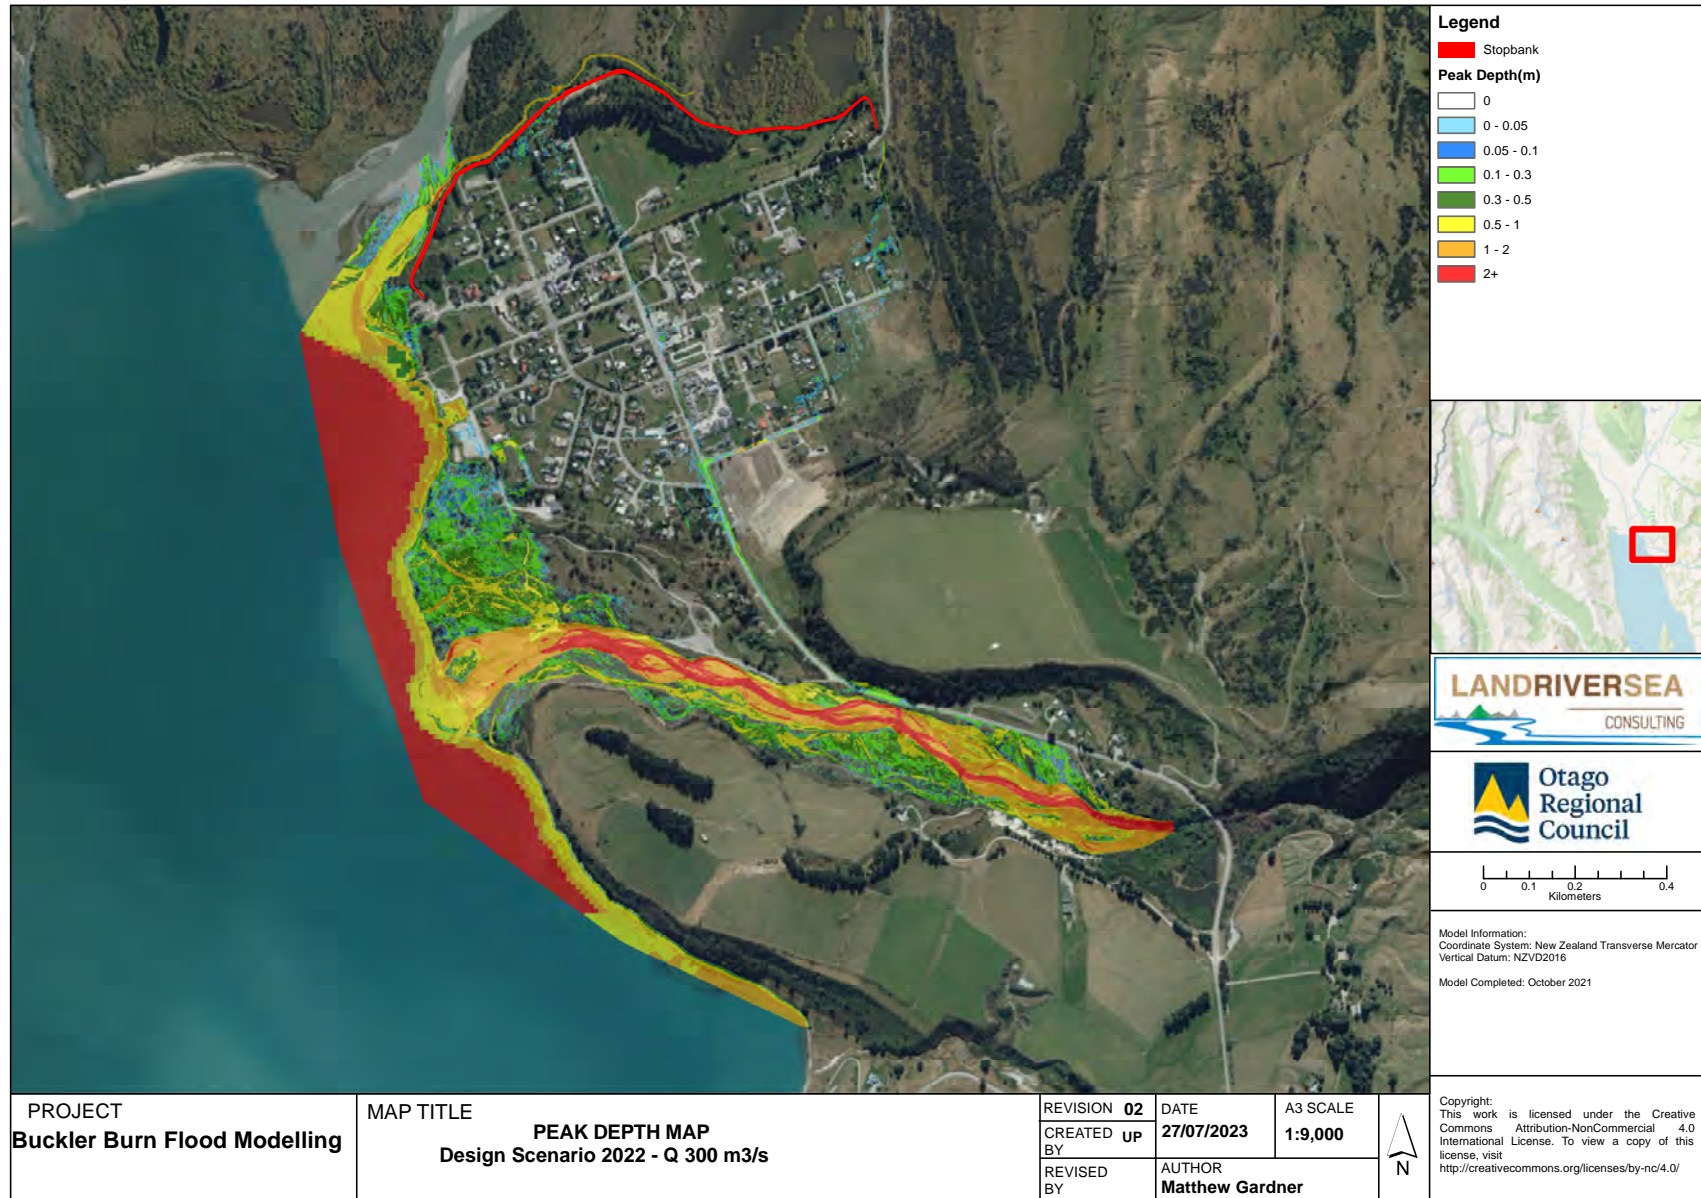 Legend
Stopbank
Peak Depth(m)
0
0 - 0.05
0.05 - 0.1
0.1 - 0.3
0.3 - 0.5
0.5 - 1
1 - 2
2+
LANDRIVERSEA
CONSULTING
Otago
Regional
Council
0 0.1 0.2 0.4
Kilometers
Model Information:
Coordinate System: New Zealand Transverse Mercator
Vertical Datum: NZVD2016
Model Completed: October 2021
Copyright:
This work is licensed under the Creative
Commons Attribution-NonCommercial 4.0
International License. To view a copy of this
license, visit
http://creativecommons.org/licenses/by-nc/4.0/
PROJECT
Buckler Burn Flood Modelling
MAP TITLE
PEAK DEPTH MAP
Design Scenario 2022 - Q 300 m3/s
REVISION 02
CREATED UP
BY
REVISED
BY
DATE
27/07/2023
A3 SCALE
1:9,000
AUTHOR
Matthew Gardner
N